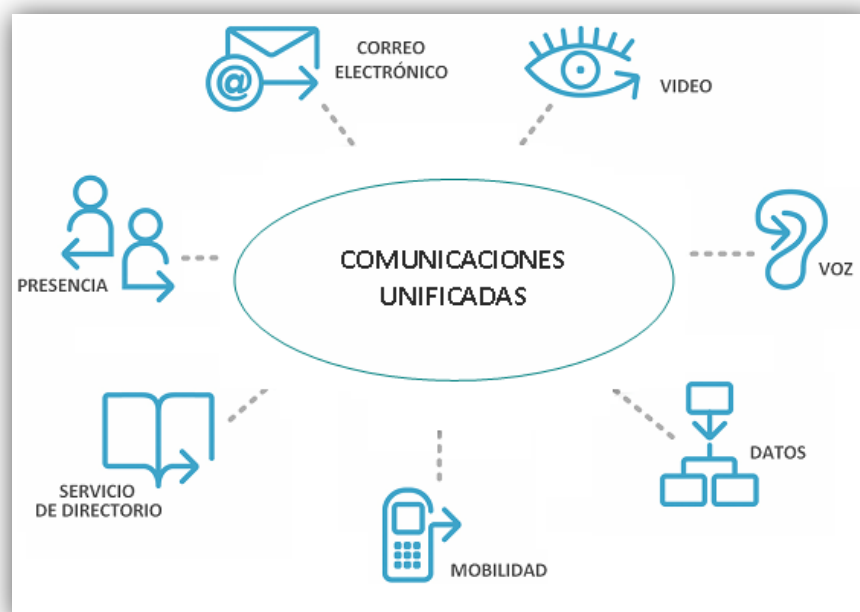 CORREO
ELECTRÓNICO
VIDEO
PRESENCIA
COMUNICACIONES
UNIFICADAS
VOZ
SERVICIO
DE DIRECTORIO
DATOS
MOBILIDAD